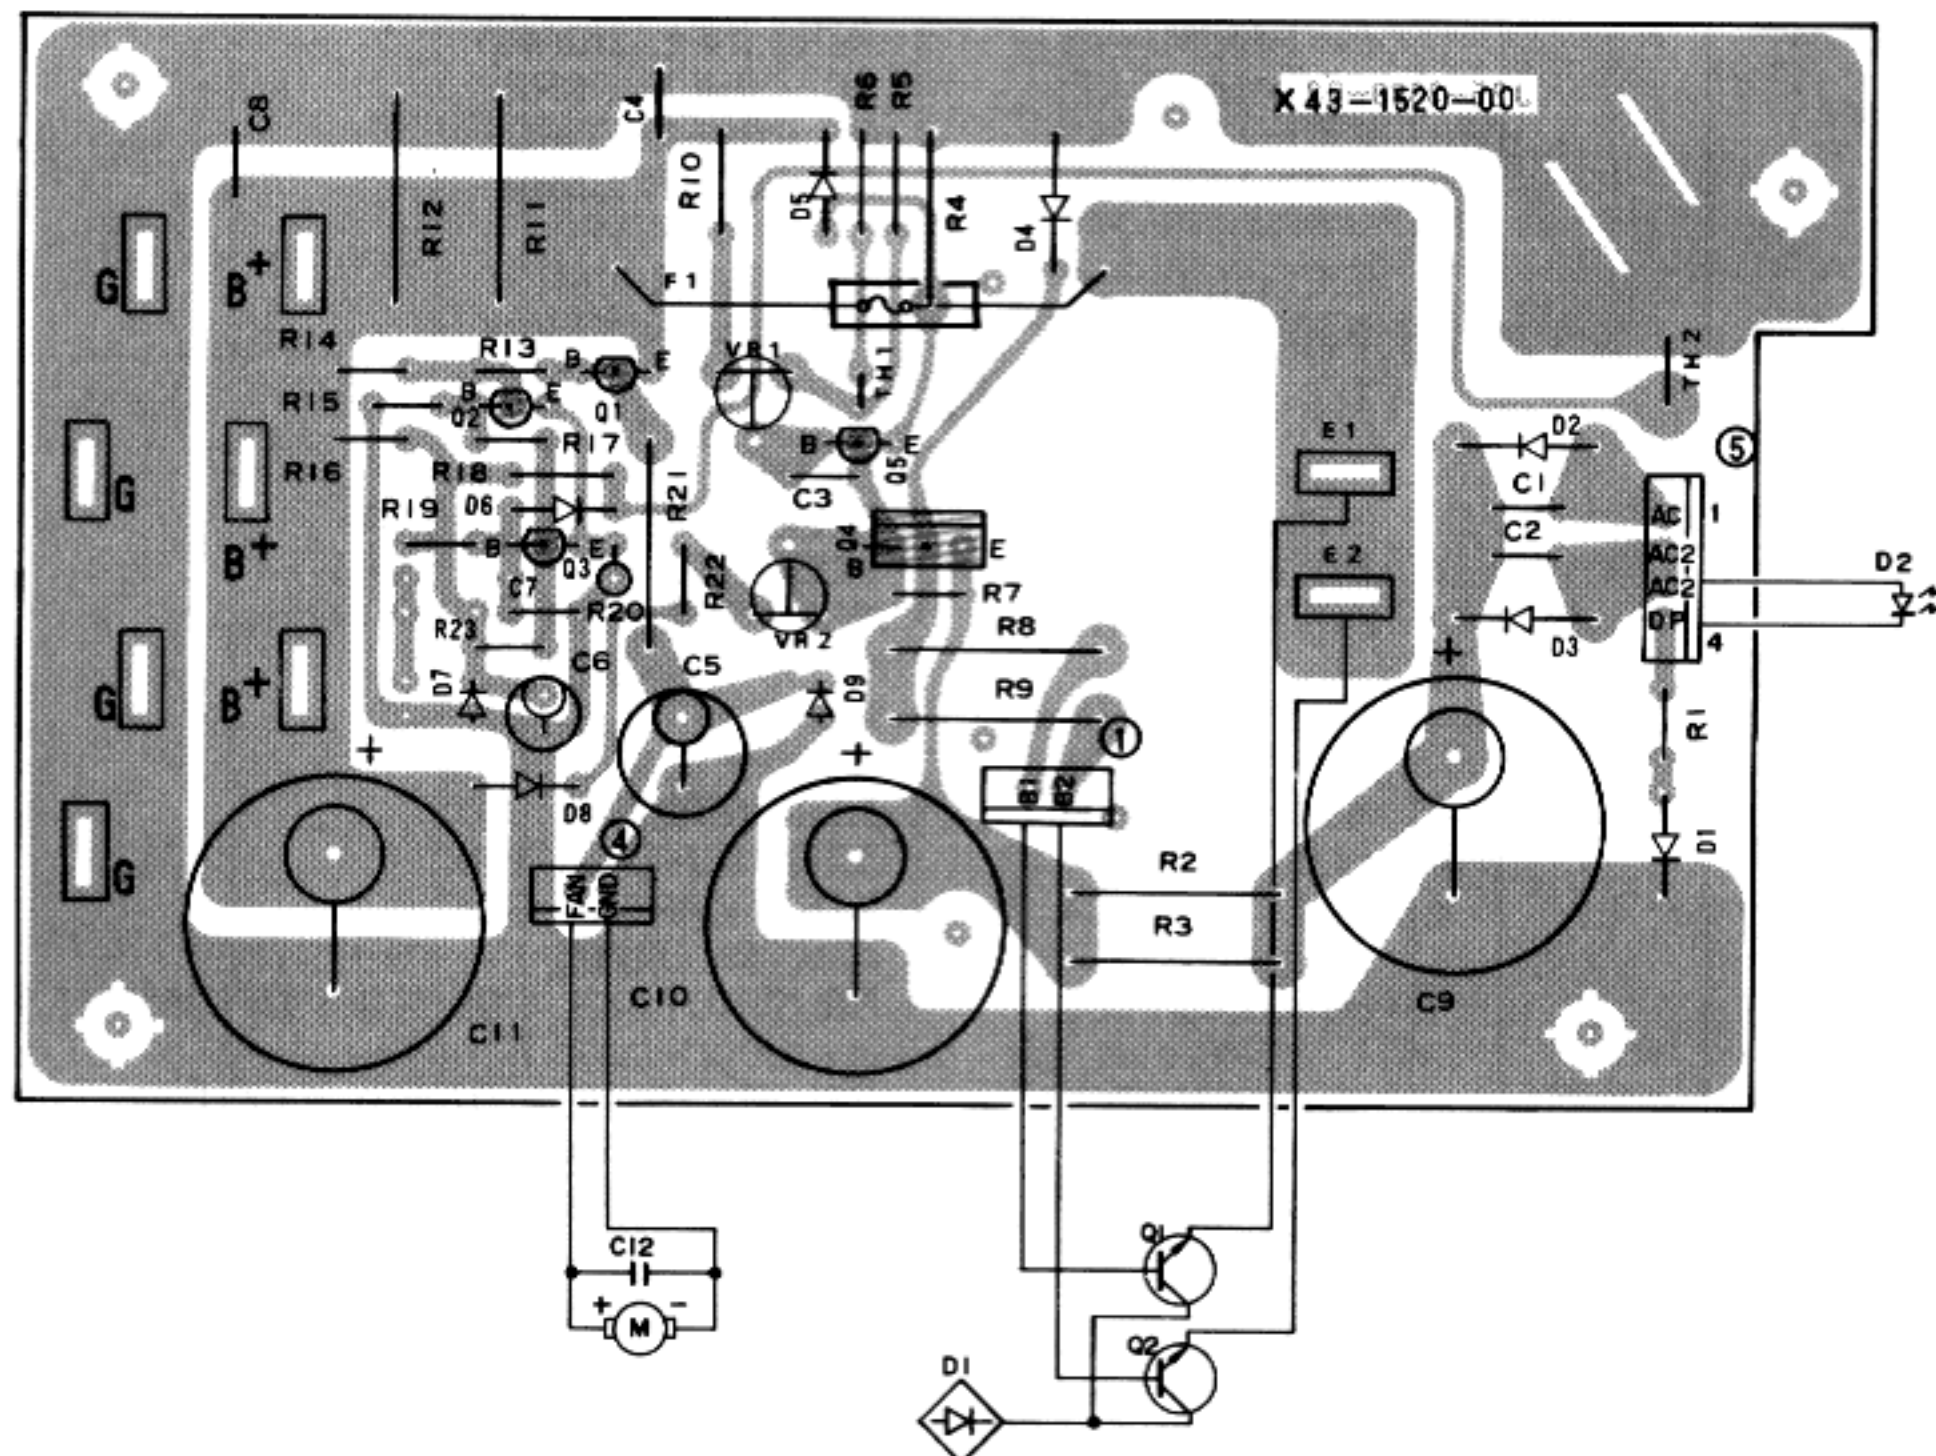 X 43-1520-00
C8
C4
R6
R5
R10
R12
R11
D5
R4
D4
G
B+
F1
R14
R13
B
E
VR1
TH1
TH2
R15
B
E
Q2
Q1
R16
R17
B
E
Q5
E1
D2
5
R18
R21
C3
C1
G
B+
R19
D6
AC
1
B
E
Q3
Q4
B
E
C2
AC2
AC2
D2
C7
R20
R22
R7
E2
DP
4
R23
VR2
R8
D3
+
D7
C6
C5
D9
R9
R1
G
B+
+
+
1
D8
4
B1
B2
D1
G
FAN
GND
R2
R3
C11
C10
C9
C12
+
-
M
Q1
Q2
D1